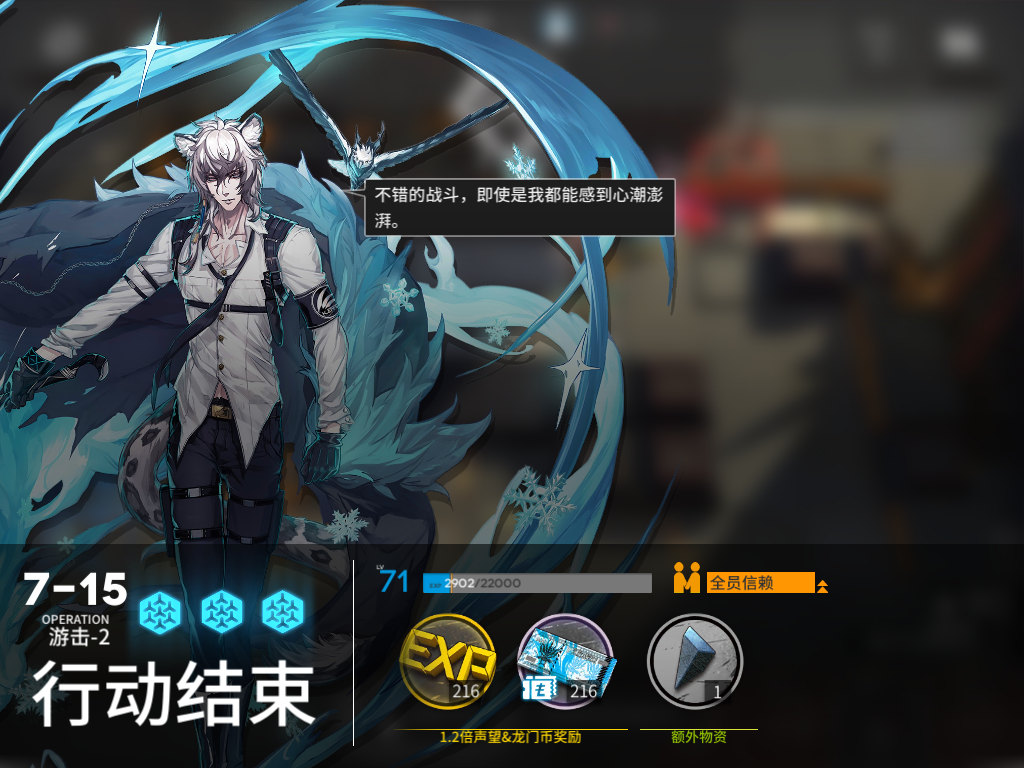 不错的战斗，即使是我都能感到心潮澎
湃。
7-15
OPERATION
游击-2
行动结束
LV
71
EXP 2902/22000
全员信赖
EXP
216
216
1
1.2倍声望&龙门币奖励
额外物资